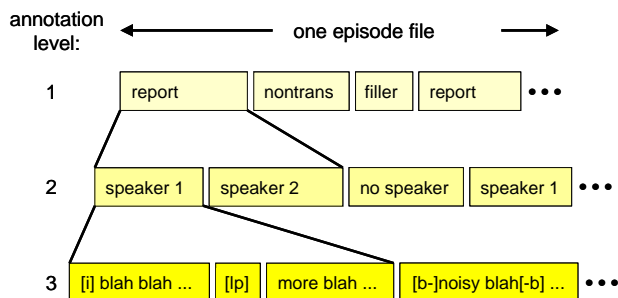 annotation
level:
one episode file
1 report nontrans filler report •••
2 speaker 1 speaker 2 no speaker speaker 1 •••
3 [i] blah blah ... [lp] more blah ... [b-]noisy blah[-b] ... •••